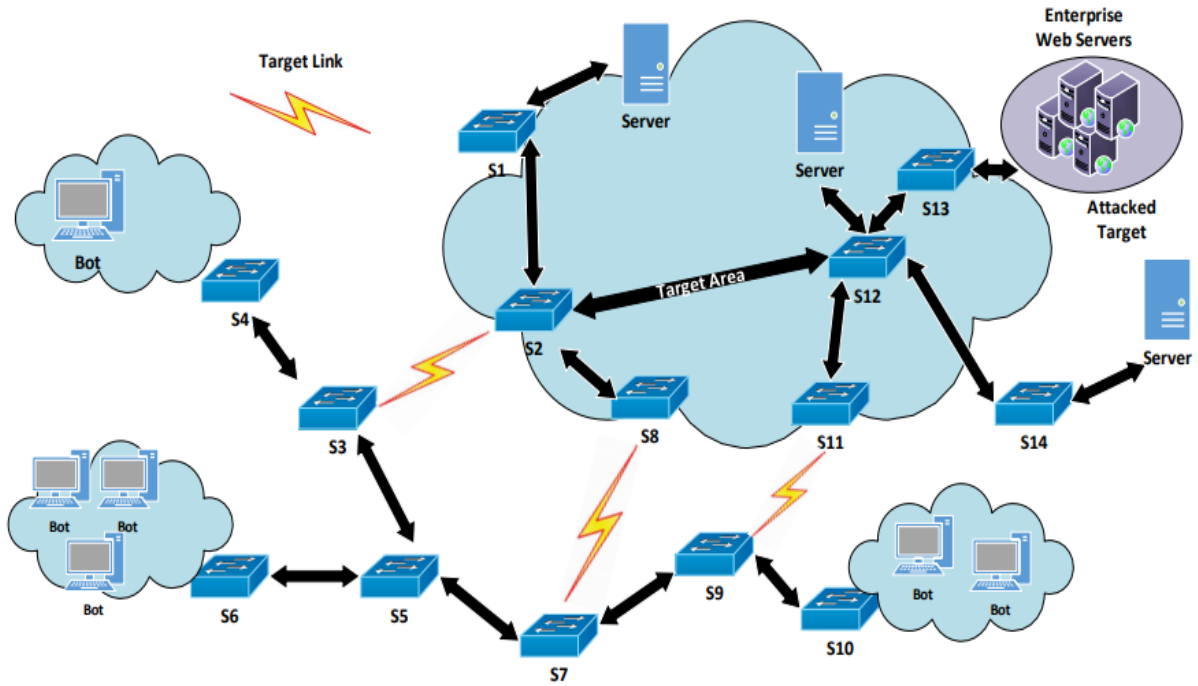 Enterprise
Web Servers
Target Link
Server
S1
Server
S13
Attacked
Target
Bot
S12
Target Area
S4
S2
Server
S3
S8
S11
S14
Bot
Bot
Bot
S6
S5
S9
Bot
Bot
S7
S10